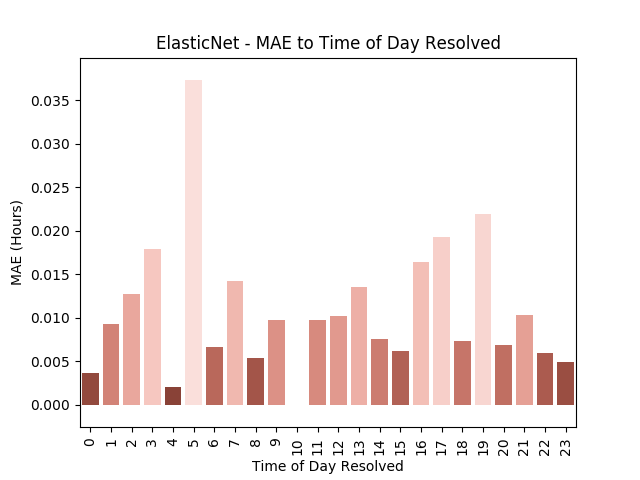 ElasticNet - MAE to Time of Day Resolved
0.035
0.030
0.025
0.020
0.015
0.010
0.005
0.000
MAE (Hours)
0 1 2 3 4 5 6 7 8 9 10 11 12 13 14 15 16 17 18 19 20 21 22 23
Time of Day Resolved